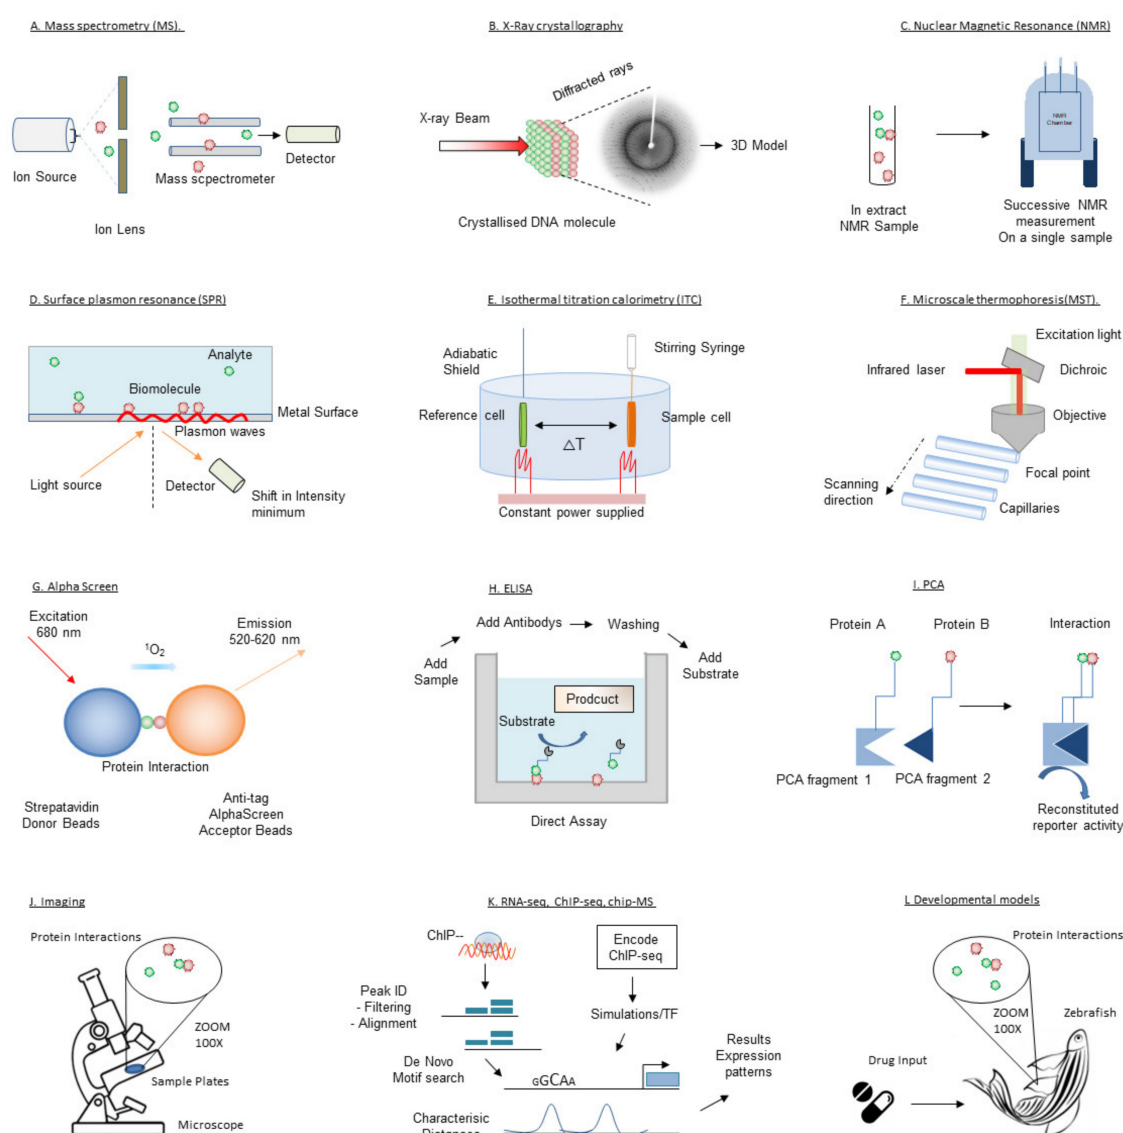 A. Mass spectrometry (MS).
Ion Source
Ion Lens
Mass scpectrometer
Detector
B. X-Ray crystallography
X-ray Beam
Diffracted rays
3D Model
Crystallised DNA molecule
C. Nuclear Magnetic Resonance (NMR)
NMR
Chamber
In extract
NMR Sample
Successive NMR
measurement
On a single sample
D. Surface plasmon resonance (SPR)
Analyte
Biomolecule
Metal Surface
Plasmon waves
Light source
Detector
Shift in Intensity
minimum
E. Isothermal titration calorimetry (ITC)
Adiabatic
Shield
Stirring Syringe
Reference cell
Sample cell
△T
Constant power supplied
F. Microscale thermophoresis(MST).
Excitation light
Infrared laser
Dichroic
Objective
Focal point
Scanning
direction
Capillaries
G. Alpha Screen
Excitation
680 nm
¹O₂
Emission
520-620 nm
Protein Interaction
Strepatavidin
Donor Beads
Anti-tag
AlphaScreen
Acceptor Beads
H. ELISA
Add Antibodys
Washing
Add
Sample
Add
Substrate
Prodcuct
Substrate
Direct Assay
I. PCA
Protein A
Protein B
Interaction
PCA fragment 1
PCA fragment 2
Reconstituted
reporter activity
J. Imaging
Protein Interactions
ZOOM
100X
Sample Plates
Microscope
K. RNA-seq, ChIP-seq, chip-MS
ChIP--
Encode
ChIP-seq
Peak ID
- Filtering
- Alignment
Simulations/TF
De Novo
Motif search
GGCAA
Results
Expression
patterns
Characterisic
L Developmental models
Protein Interactions
ZOOM
100X
Zebrafish
Drug Input